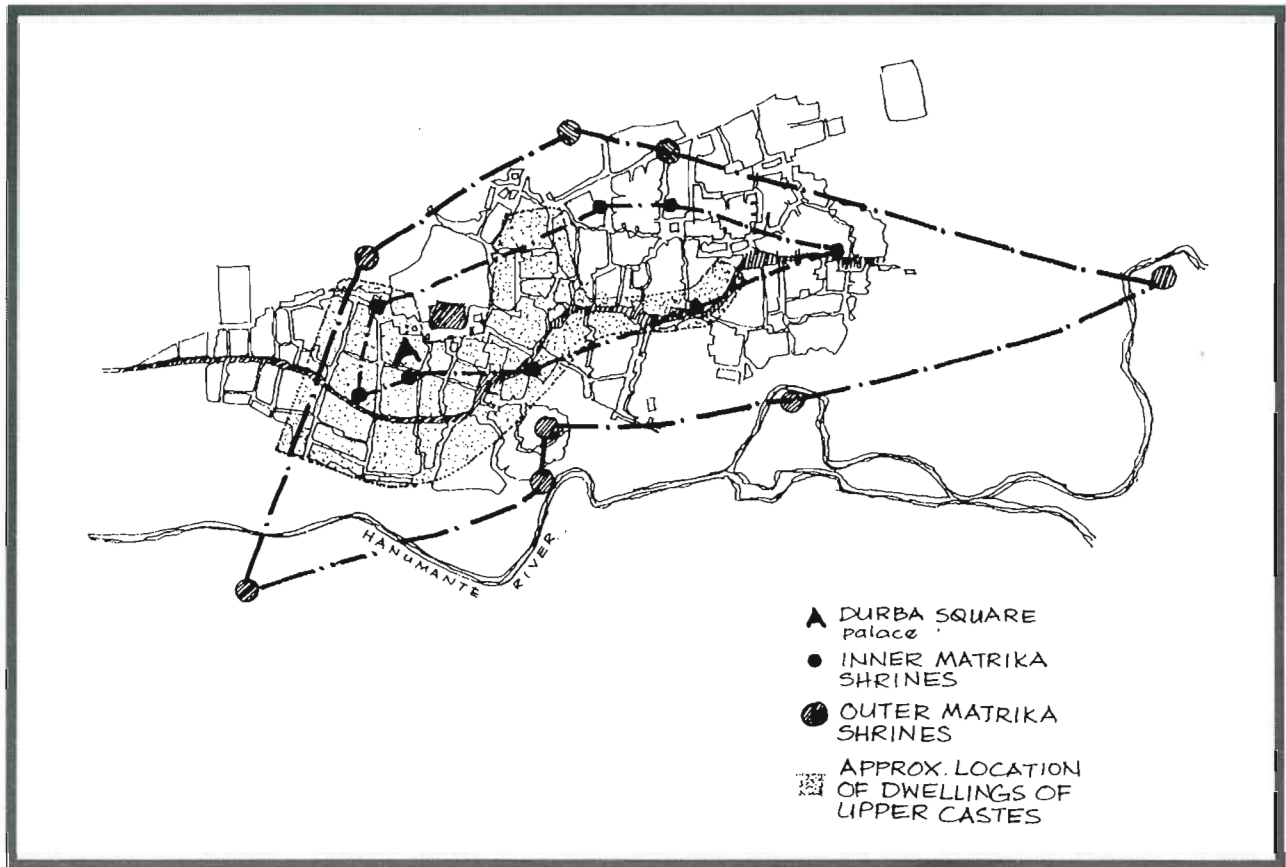 HANUMANTE RIVER
DURBA SQUARE
palace
INNER MATRIKA
SHRINES
OUTER MATRIKA
SHRINES
APPROX. LOCATION
OF DWELLINGS OF
UPPER CASTES